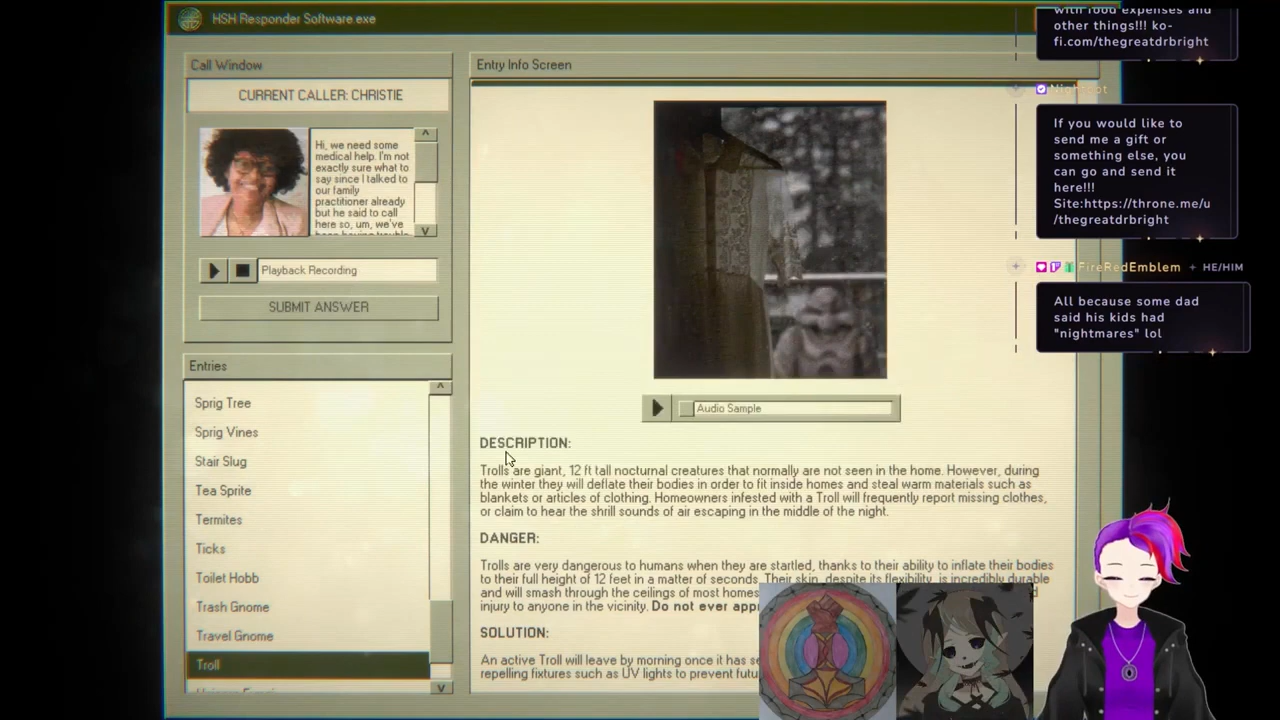 HSH Responder Software.exe
Call Window
CURRENT CALLER: CHRISTIE
Hi, we need some
medical help. I'm not
exactly sure what to
say since I talked to
our family
practitioner already
but he said to call
here so, um, we've
been having trouble
Playback Recording
SUBMIT ANSWER
Entries
Sprig Tree
Sprig Vines
Stair Slug
Tea Sprite
Termites
Ticks
Toilet Hobb
Trash Gnome
Travel Gnome
Troll
Entry Info Screen
Audio Sample
DESCRIPTION:
Trolls are giant, 12 ft tall nocturnal creatures that normally are not seen in the home. However, during
the winter they will deflate their bodies in order to fit inside homes and steal warm materials such as
blankets or articles of clothing. Homeowners infested with a Troll will frequently report missing clothes,
or claim to hear the shrill sounds of air escaping in the middle of the night.
DANGER:
Trolls are very dangerous to humans when they are startled, thanks to their ability to inflate their bodies
to their full height of 12 feet in a matter of seconds. Their skin, despite its flexibility, is incredibly durable
and will smash through the ceilings of most homes
injury to anyone in the vicinity. Do not ever app
SOLUTION:
An active Troll will leave by morning once it has se
repelling fixtures such as UV lights to prevent futu
with food expenses and
other things!!! ko-
fi.com/thegreatdrbright
Nightbot
If you would like to
send me a gift or
something else, you
can go and send it
here!!!
Site:https://throne.me/u
/thegreatdrbright
FireRedEmblem HE/HIM
All because some dad
said his kids had
"nightmares" lol